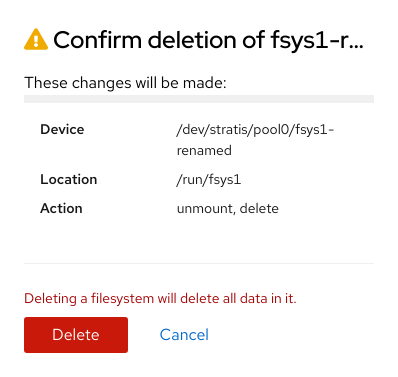 Confirm deletion of fsys1-r...
These changes will be made:
Device
/dev/stratis/pool0/fsys1-
renamed
Location
/run/fsys1
Action
unmount, delete
Deleting a filesystem will delete all data in it.
Delete
Cancel